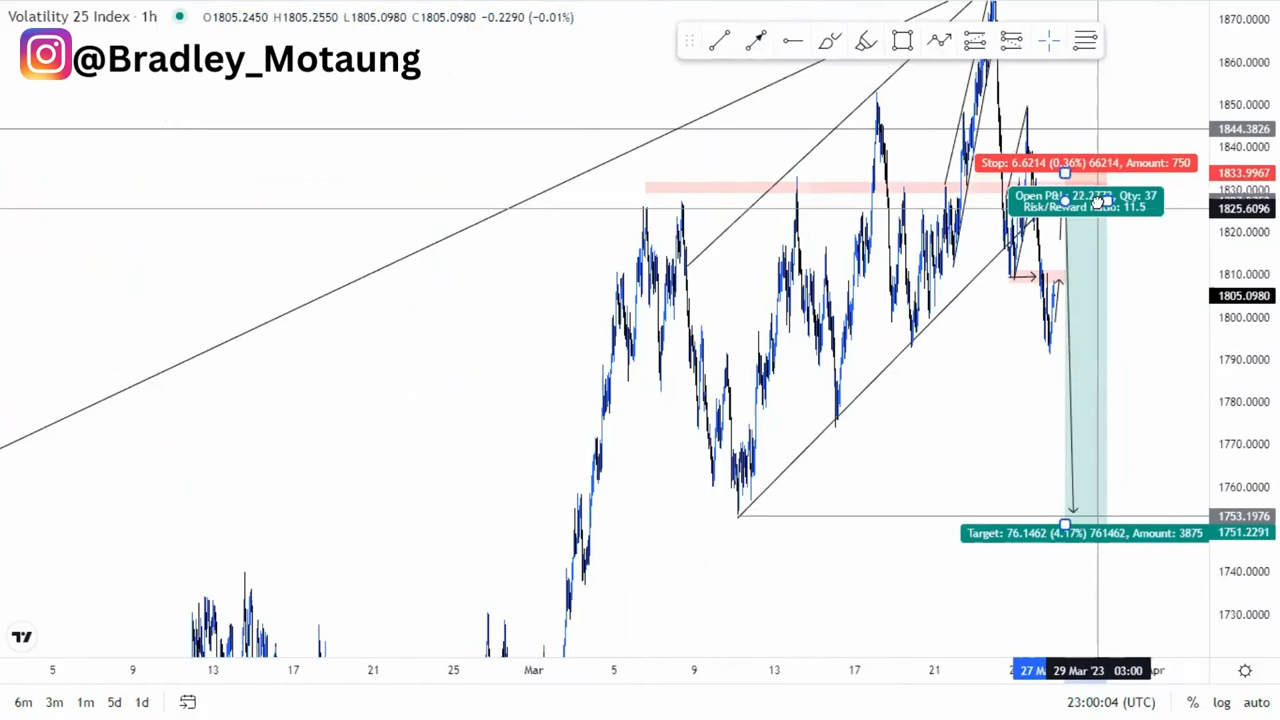 Volatility 25 Index · 1h O1805.2450 H1805.2550 L1805.0980 C1805.0980 −0.2290 (−0.01%)
@Bradley_Motaung
1870.0000
1860.0000
1850.0000
1844.3826
1840.0000
Stop: 6.6214 (0.36%) 66214, Amount: 750
1833.9967
1830.0000
Open P&L: Qty: 37
Risk/Reward Ratio: 11.5
1825.6096
1820.0000
1810.0000
1805.0980
1800.0000
1790.0000
1780.0000
1770.0000
1760.0000
1753.1976
Target: 76.1462 (4.17%) 761462, Amount: 3875
1751.2291
1740.0000
1730.0000
5 9 13 17 21 25 Mar 5 9 13 17 21 27 29 Mar '23 03:00
6m 3m 1m 5d 1d 23:00:04 (UTC) % log auto